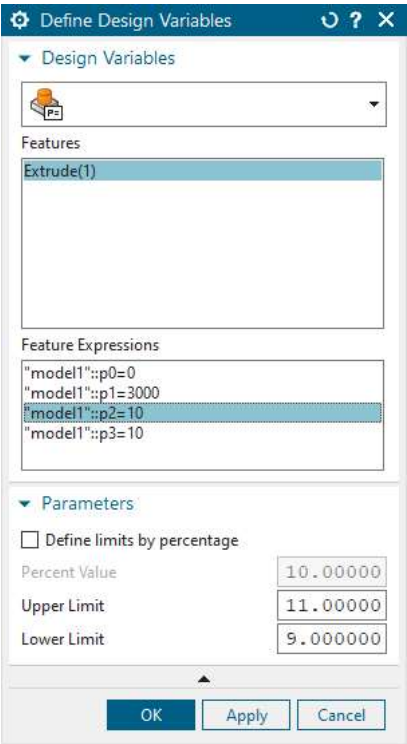 Define Design Variables
Design Variables
P=
Features
Extrude(1)
Feature Expressions
"model1"::p0=0
"model1"::p1=3000
"model1"::p2=10
"model1"::p3=10
Parameters
Define limits by percentage
Percent Value 10.00000
Upper Limit 11.00000
Lower Limit 9.000000
OK Apply Cancel